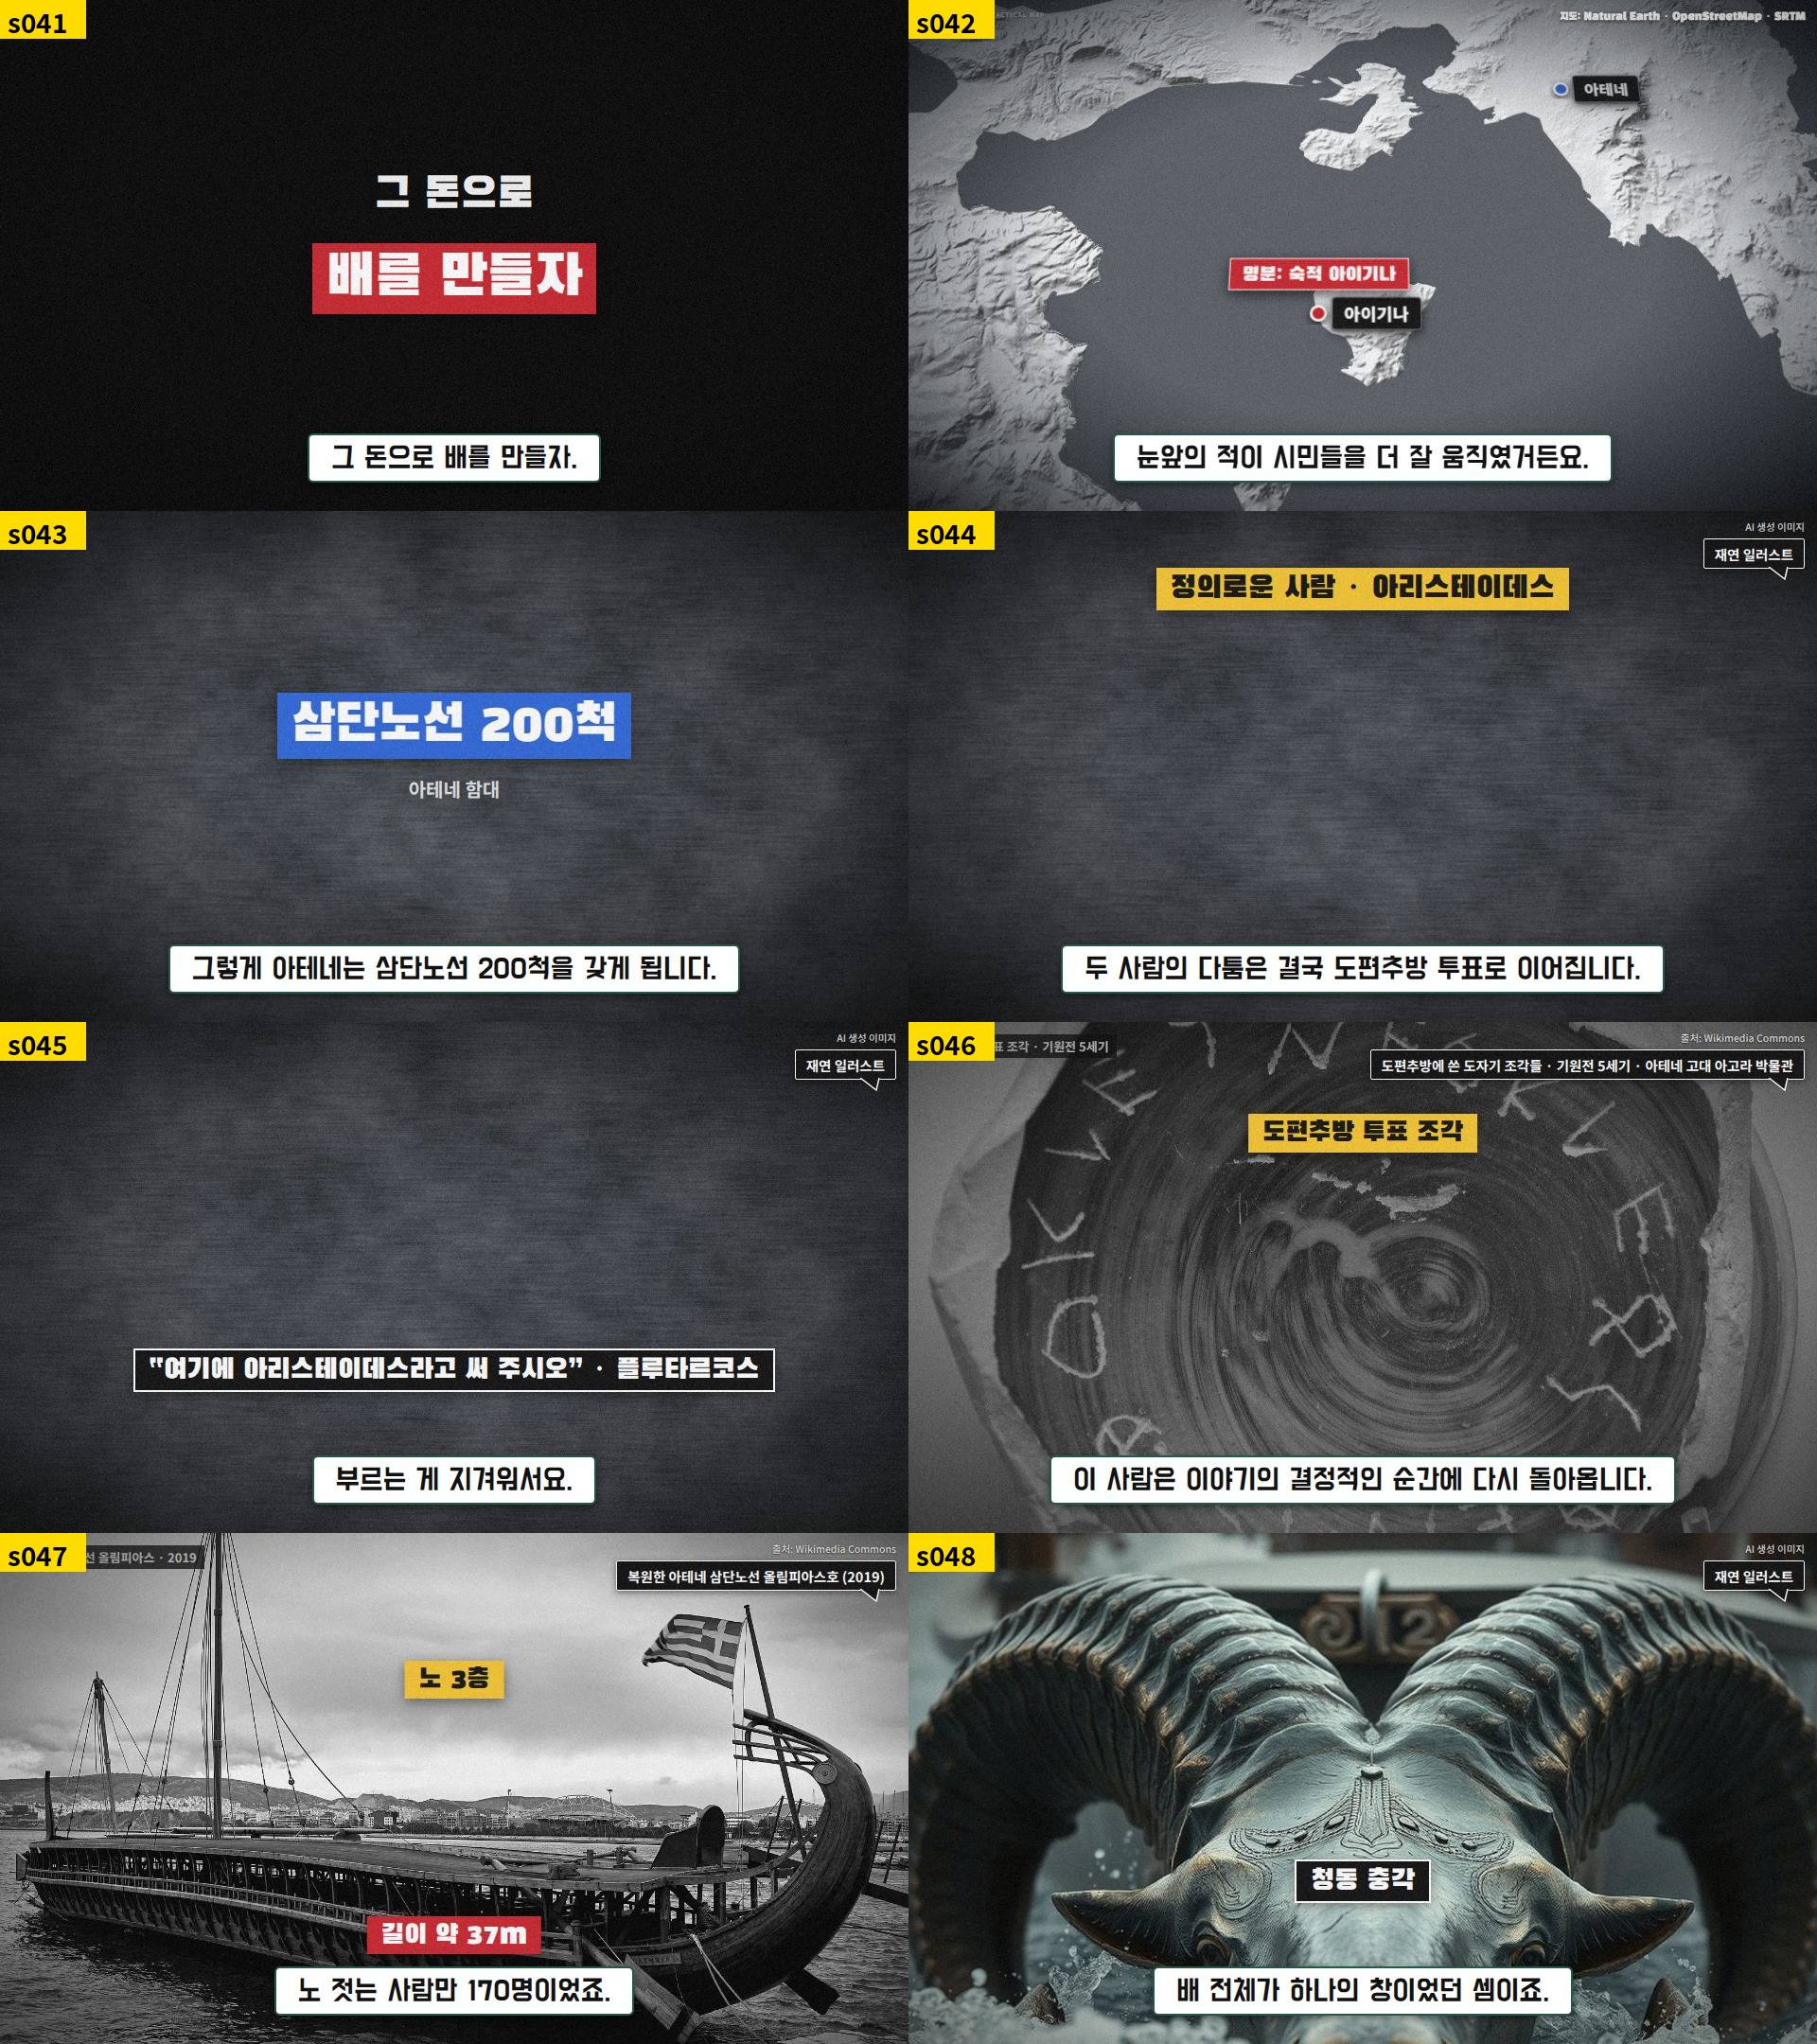 s041
그 돈으로
배를 만들자
그 돈으로 배를 만들자.
s042
지도: Natural Earth · OpenStreetMap · SRTM
아테네
명분: 숙적 아이기나
아이기나
눈앞의 적이 시민들을 더 잘 움직였거든요.
s043
삼단노선 200척
아테네 함대
그렇게 아테네는 삼단노선 200척을 갖게 됩니다.
s044
AI 생성 이미지
재연 일러스트
정의로운 사람 · 아리스테이데스
두 사람의 다툼은 결국 도편추방 투표로 이어집니다.
s045
AI 생성 이미지
재연 일러스트
"여기에 아리스테이데스라고 써 주시오" · 플루타르코스
부르는 게 지겨워서요.
s046
표 조각 · 기원전 5세기
출처: Wikimedia Commons
도편추방에 쓴 도자기 조각들 · 기원전 5세기 · 아테네 고대 아고라 박물관
도편추방 투표 조각
이 사람은 이야기의 결정적인 순간에 다시 돌아옵니다.
s047
선 올림피아스 · 2019
출처: Wikimedia Commons
복원한 아테네 삼단노선 올림피아스호 (2019)
노 3층
길이 약 37m
노 젓는 사람만 170명이었죠.
s048
AI 생성 이미지
재연 일러스트
청동 충각
배 전체가 하나의 창이었던 셈이죠.